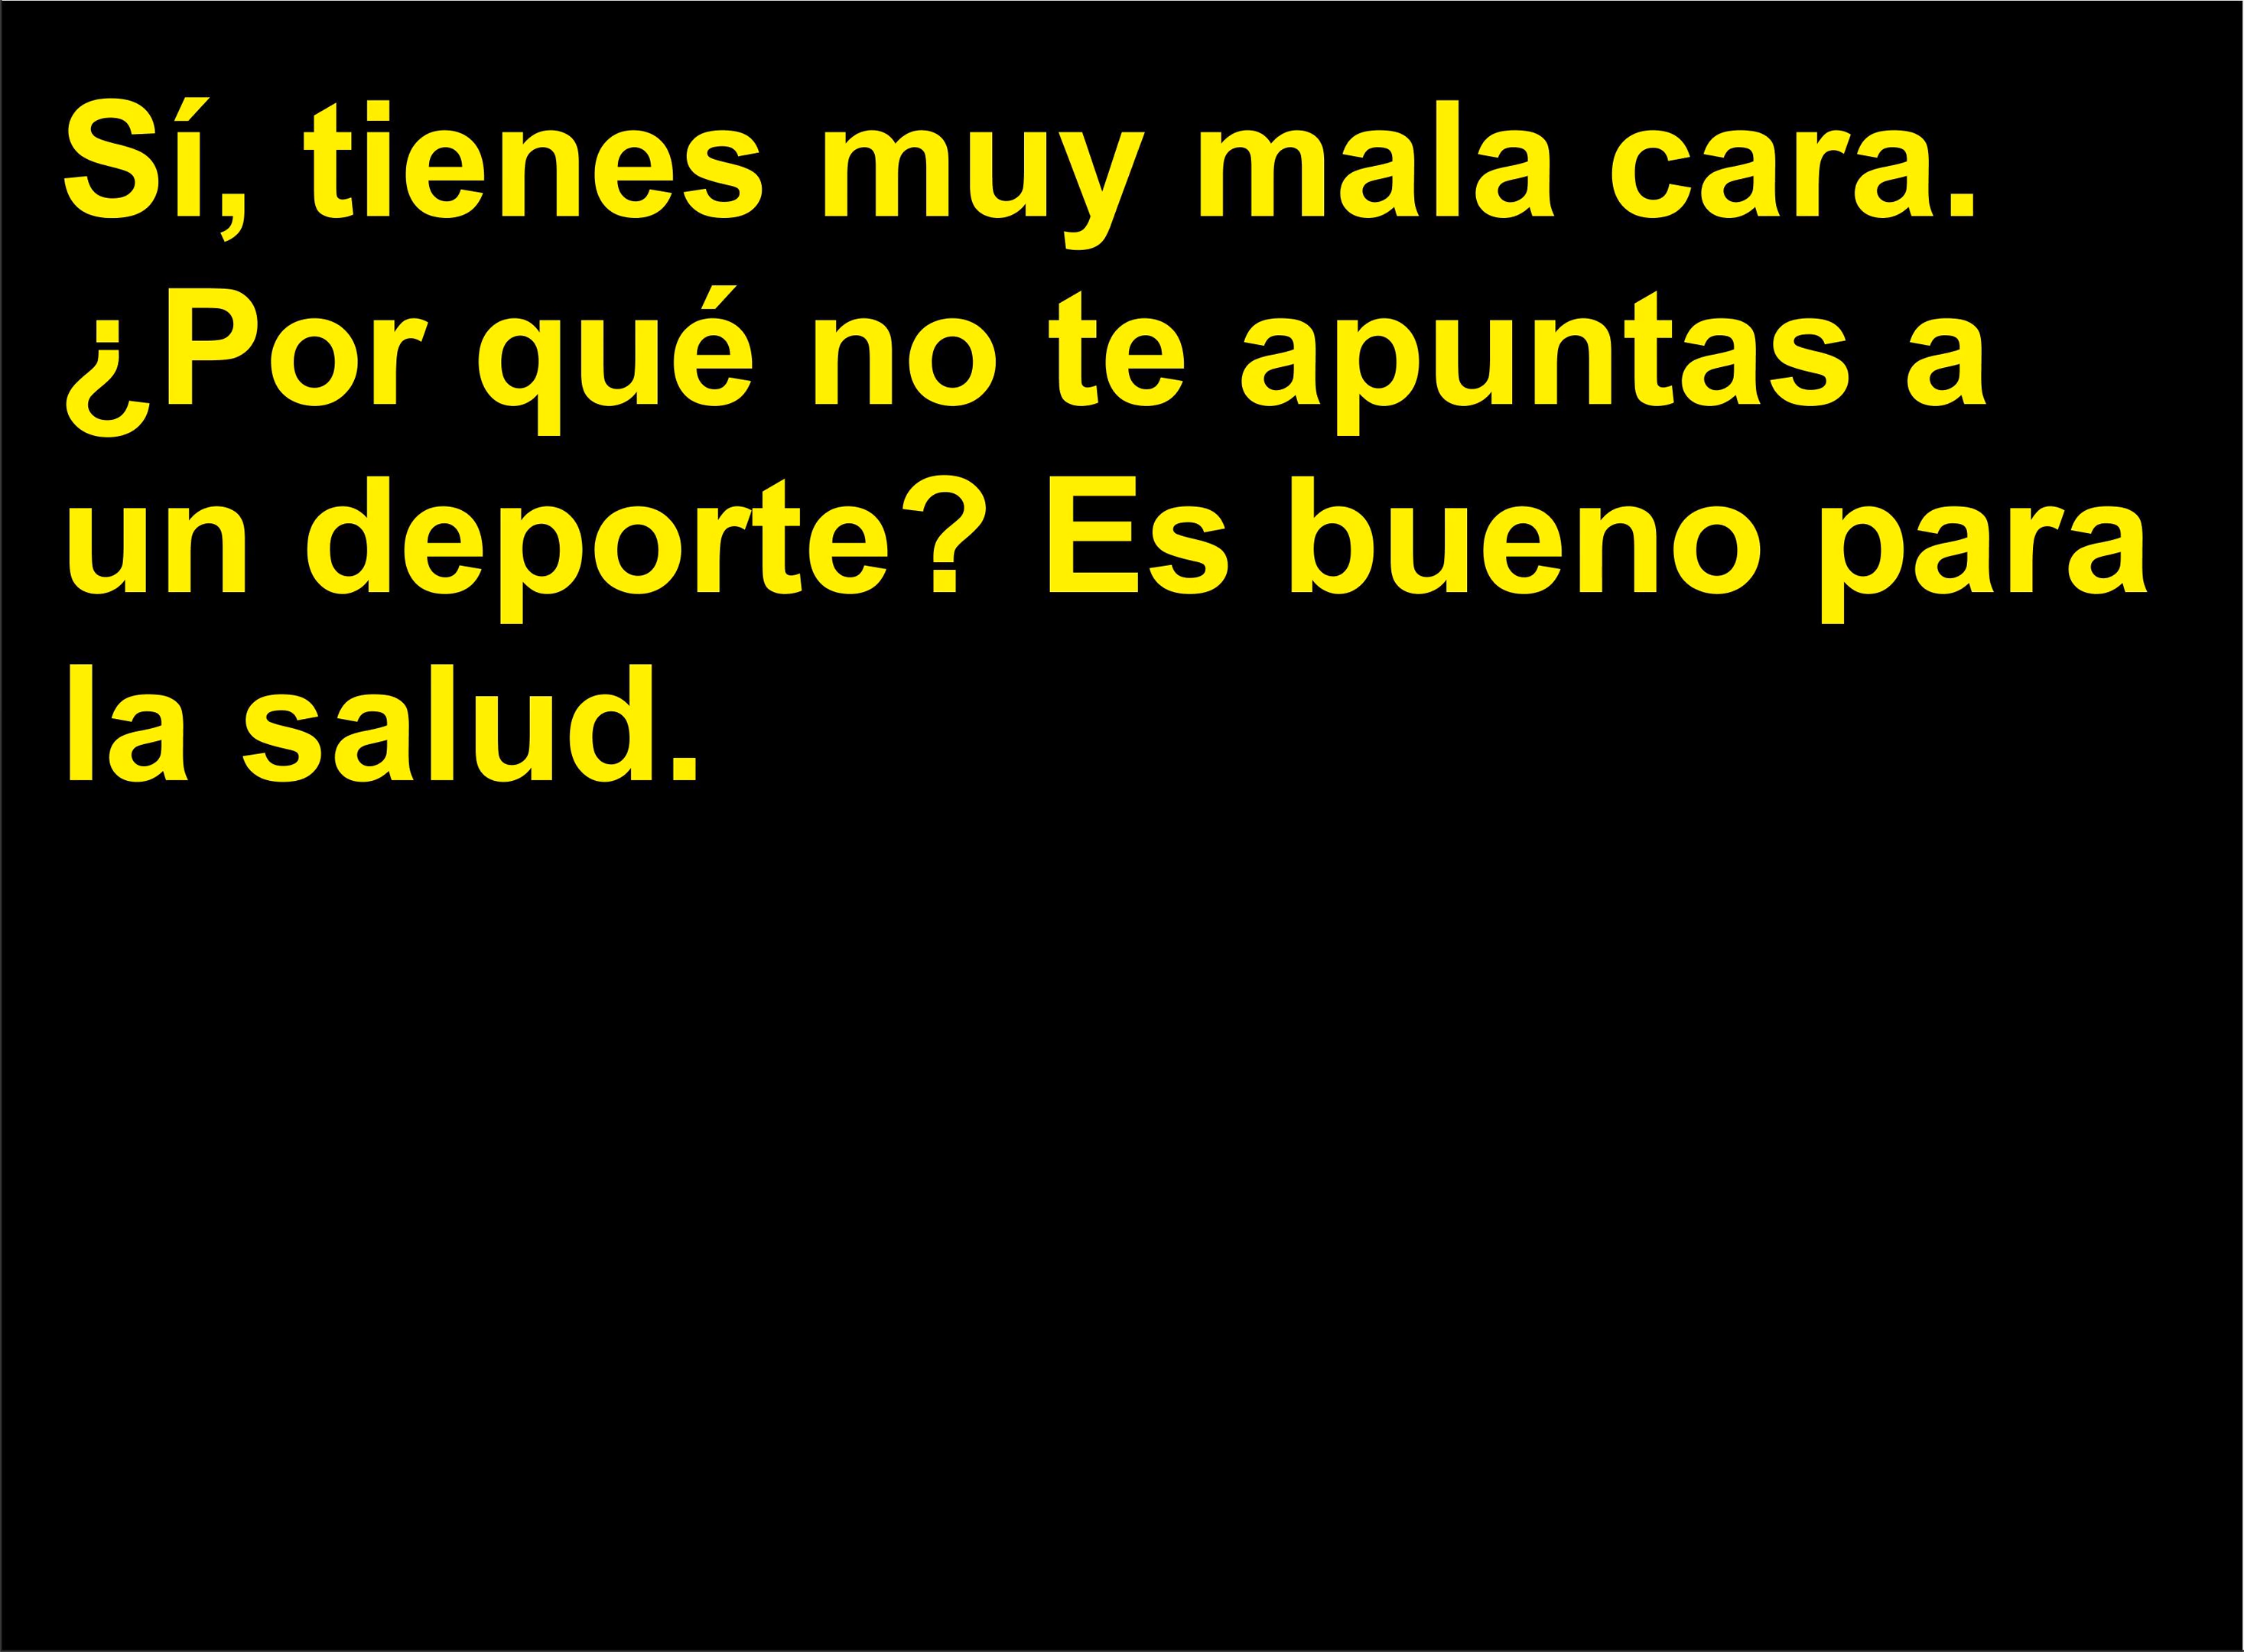 Sí, tienes muy mala cara.
¿Por qué no te apuntas a
un deporte? Es bueno para
la salud.